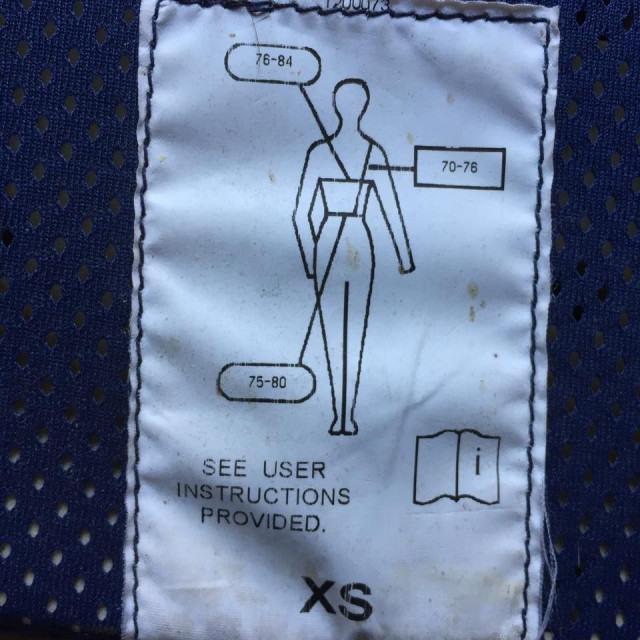 76-84
70-76
75-80
i
SEE USER
INSTRUCTIONS
PROVIDED.
XS